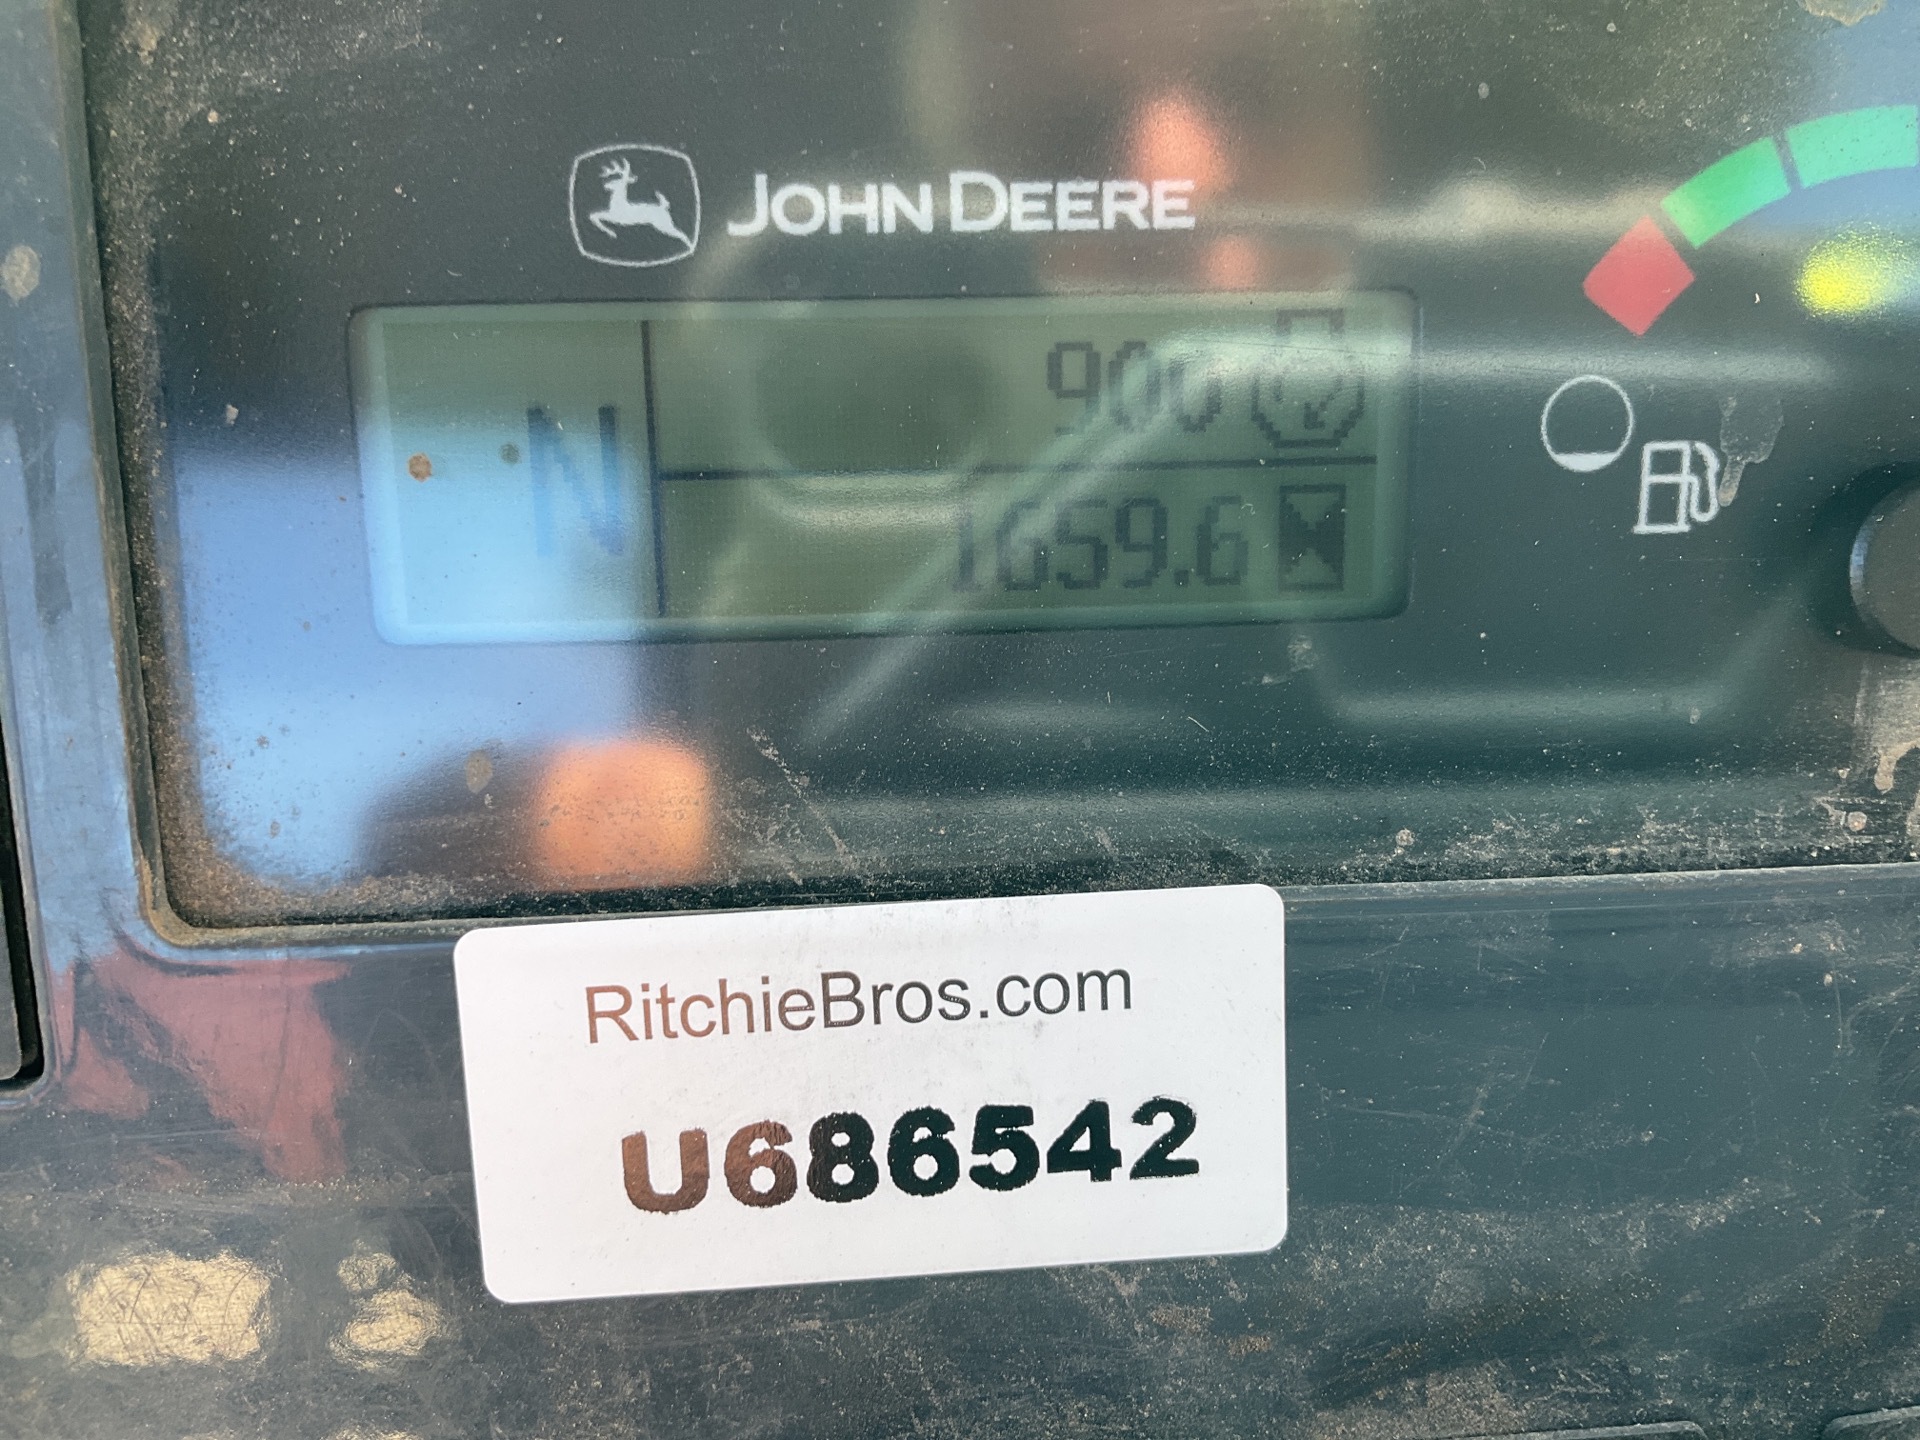 JOHN DEERE
900
N
1659.6
RitchieBros.com
U686542